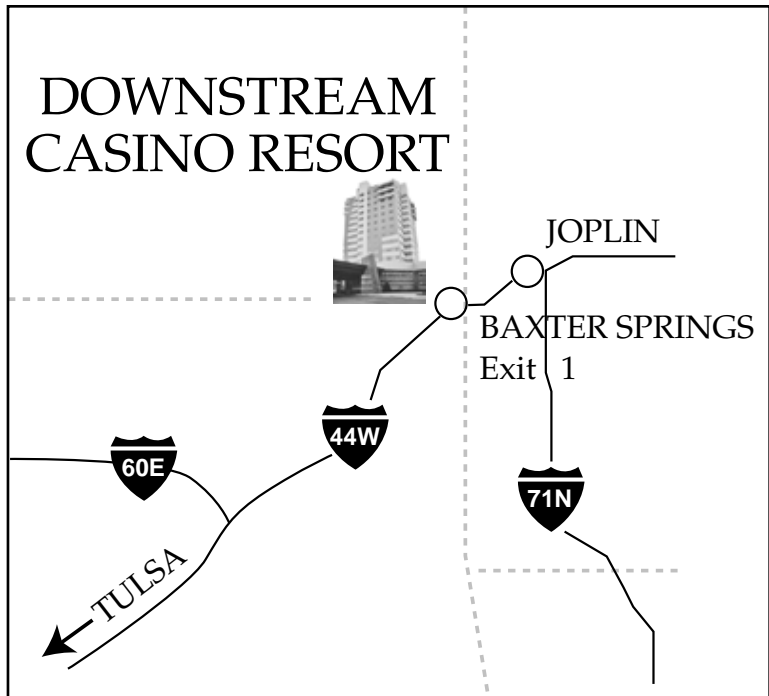 DOWNSTREAM
CASINO RESORT
JOPLIN
BAXTER SPRINGS
Exit 1
44W
60E
71N
TULSA